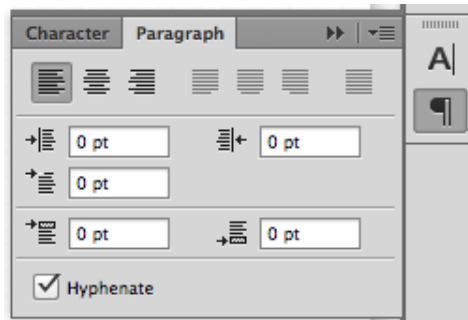 Character Paragraph
A
¶
0 pt 0 pt
0 pt
0 pt 0 pt
Hyphenate